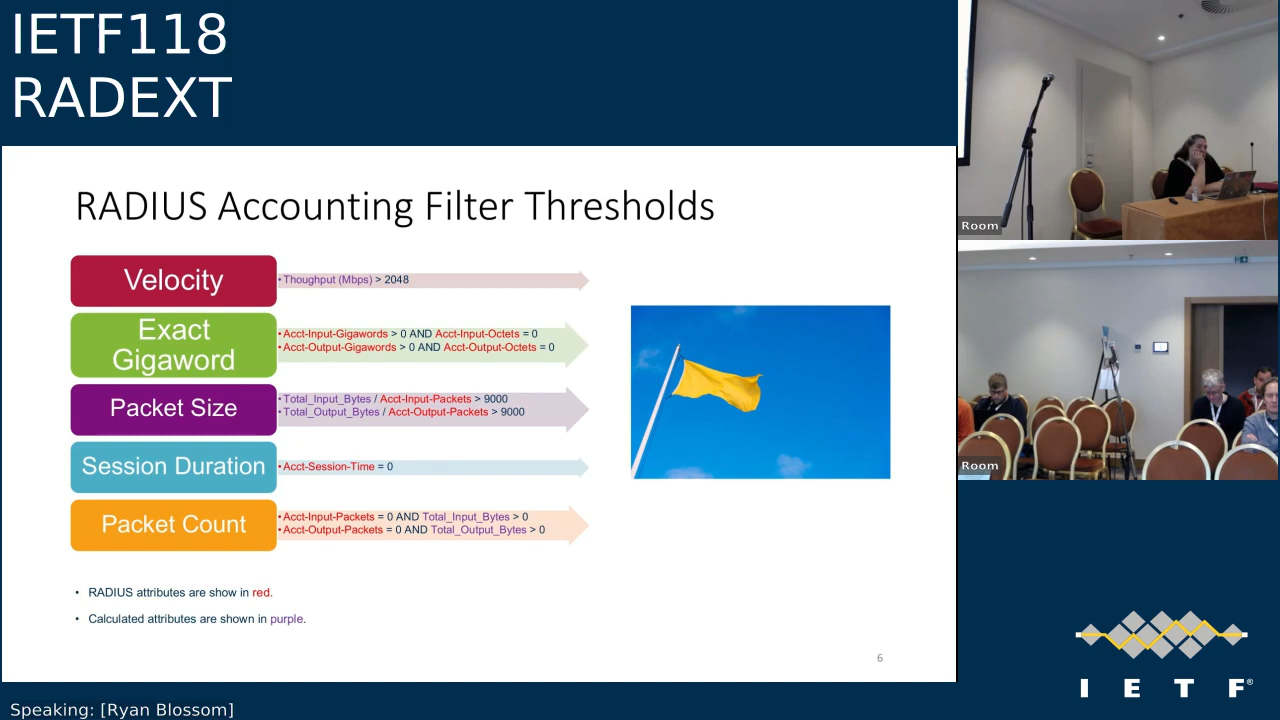 IETF118
RADEXT
RADIUS Accounting Filter Thresholds
Velocity
• Thoughput (Mbps) > 2048
Exact
Gigaword
• Acct-Input-Gigawords > 0 AND Acct-Input-Octets = 0
• Acct-Output-Gigawords > 0 AND Acct-Output-Octets = 0
Packet Size
• Total_Input_Bytes / Acct-Input-Packets > 9000
• Total_Output_Bytes / Acct-Output-Packets > 9000
Session Duration
• Acct-Session-Time = 0
Packet Count
• Acct-Input-Packets = 0 AND Total_Input_Bytes > 0
• Acct-Output-Packets = 0 AND Total_Output_Bytes > 0
• RADIUS attributes are show in red.
• Calculated attributes are shown in purple.
6
Room
Room
I E T F®
Speaking: [Ryan Blossom]